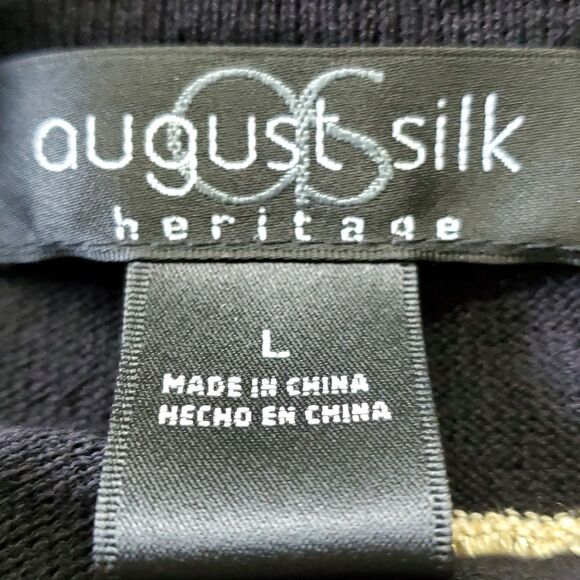 august silk
heritage
L
MADE IN CHINA
HECHO EN CHINA